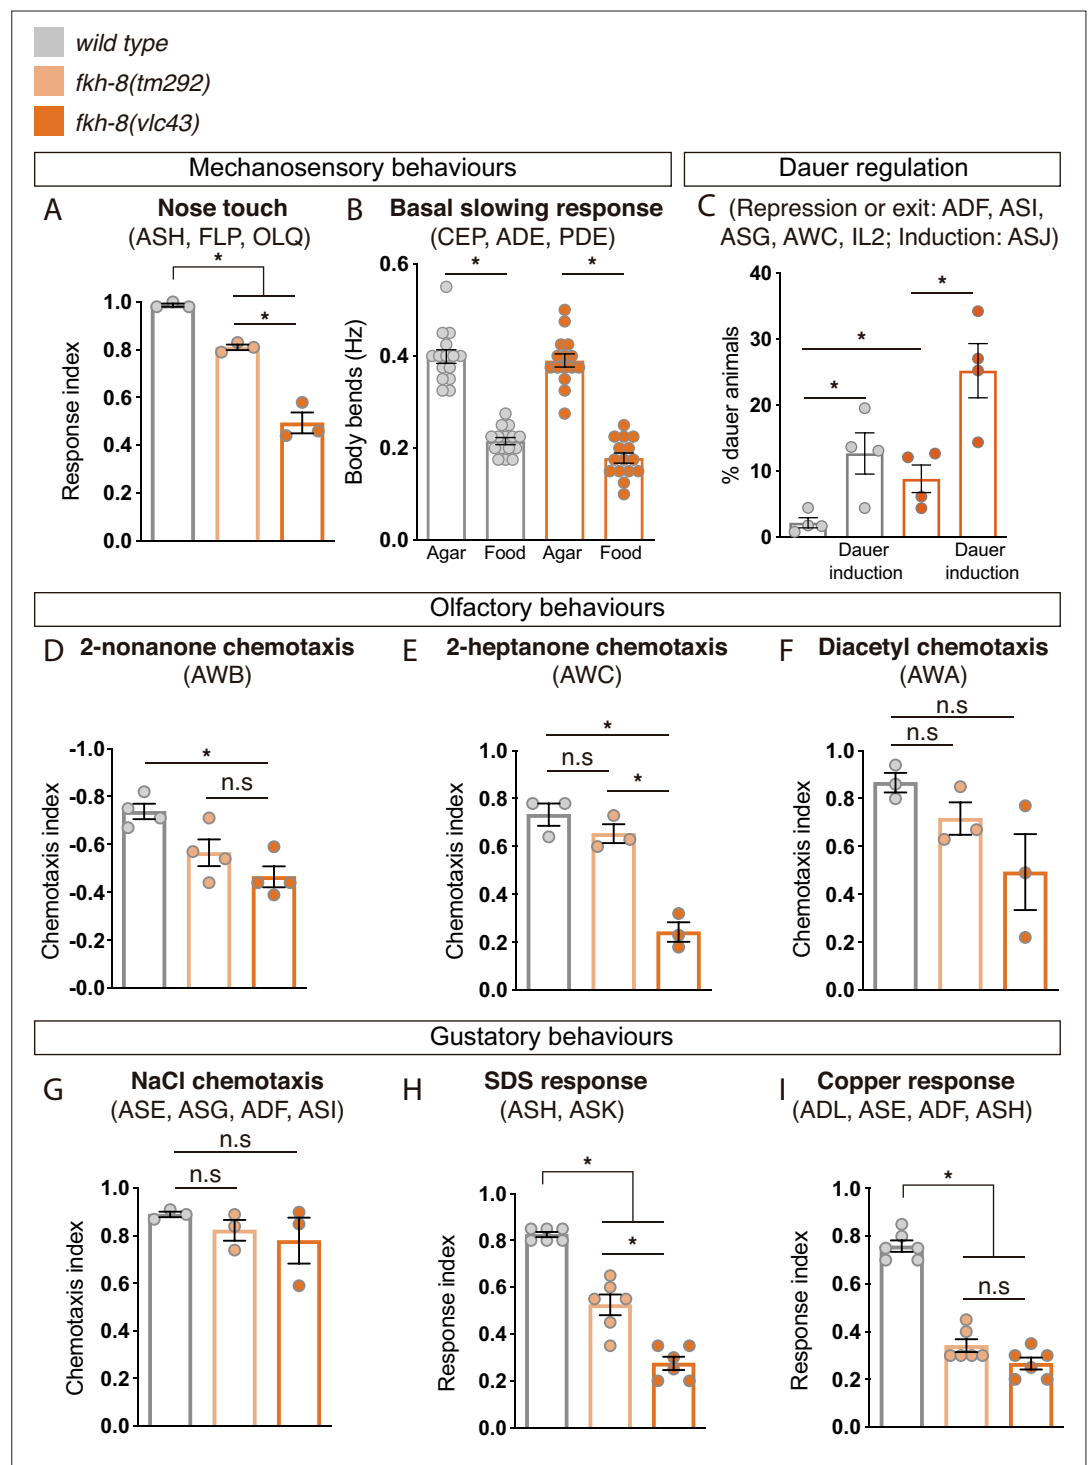 wild type
fkh-8(tm292)
fkh-8(vlc43)
Mechanosensory behaviours
Dauer regulation
A
Nose touch
(ASH, FLP, OLQ)
*
*
Response index
1.0
0.8
0.6
0.4
0.2
0.0
B
Basal slowing response
(CEP, ADE, PDE)
*
*
Body bends (Hz)
0.6
0.4
0.2
0.0
Agar
Food
Agar
Food
C
(Repression or exit: ADF, ASI,
ASG, AWC, IL2; Induction: ASJ)
*
*
*
% dauer animals
40
30
20
10
0
Dauer
induction
Dauer
induction
Olfactory behaviours
D
2-nonanone chemotaxis
(AWB)
*
n.s
Chemotaxis index
-1.0
-0.8
-0.6
-0.4
-0.2
-0.0
E
2-heptanone chemotaxis
(AWC)
*
n.s
*
Chemotaxis index
1.0
0.8
0.6
0.4
0.2
0.0
F
Diacetyl chemotaxis
(AWA)
n.s
n.s
Chemotaxis index
1.0
0.8
0.6
0.4
0.2
0.0
Gustatory behaviours
G
NaCl chemotaxis
(ASE, ASG, ADF, ASI)
n.s
n.s
Chemotaxis index
1.0
0.8
0.6
0.4
0.2
0.0
H
SDS response
(ASH, ASK)
*
*
Response index
1.0
0.8
0.6
0.4
0.2
0.0
I
Copper response
(ADL, ASE, ADF, ASH)
*
n.s
Response index
1.0
0.8
0.6
0.4
0.2
0.0